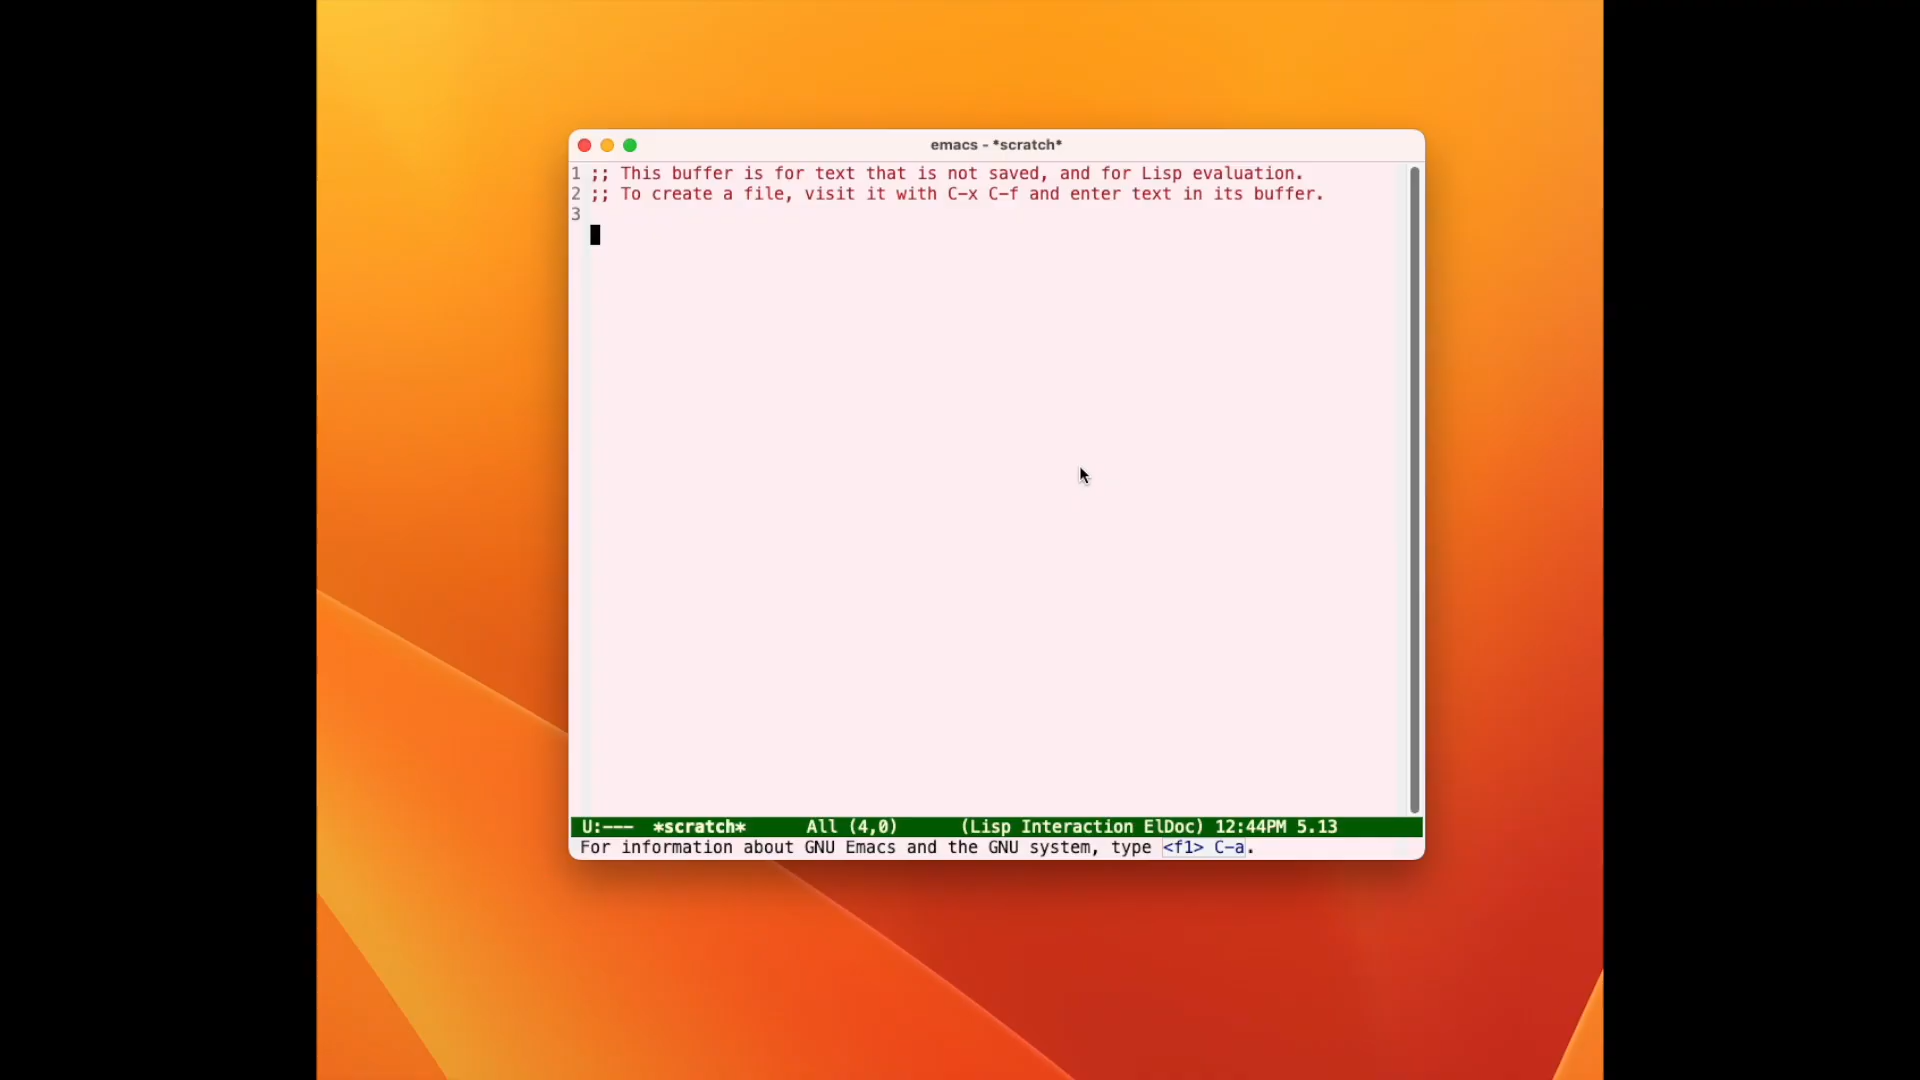 emacs - *scratch*
1 ;; This buffer is for text that is not saved, and for Lisp evaluation.
2 ;; To create a file, visit it with C-x C-f and enter text in its buffer.
3
U:--- *scratch* All (4,0) (Lisp Interaction ElDoc) 12:44PM 5.13
For information about GNU Emacs and the GNU system, type <f1> C-a.